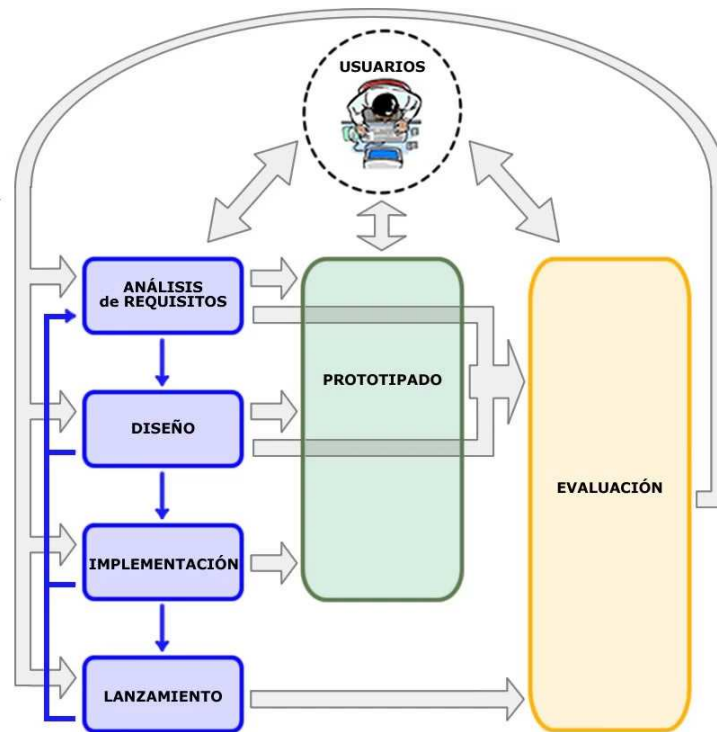 USUARIOS
ANÁLISIS
de REQUISITOS
PROTOTIPADO
DISEÑO
EVALUACIÓN
IMPLEMENTACIÓN
LANZAMIENTO